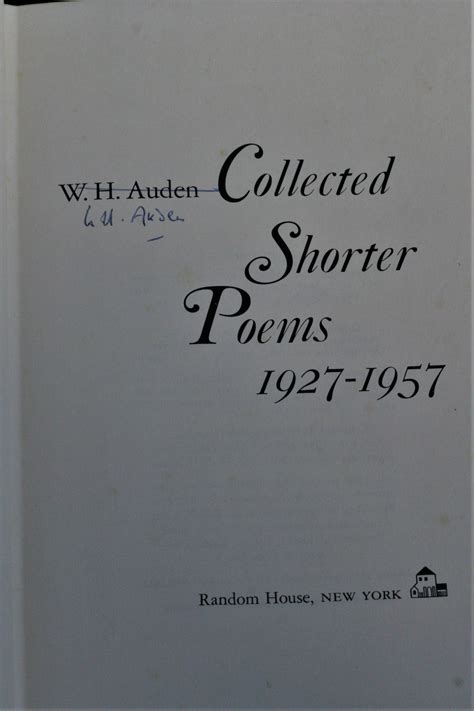 W. H. Auden Collected
W.H. Auden
Shorter
Poems
1927-1957
Random House, NEW YORK